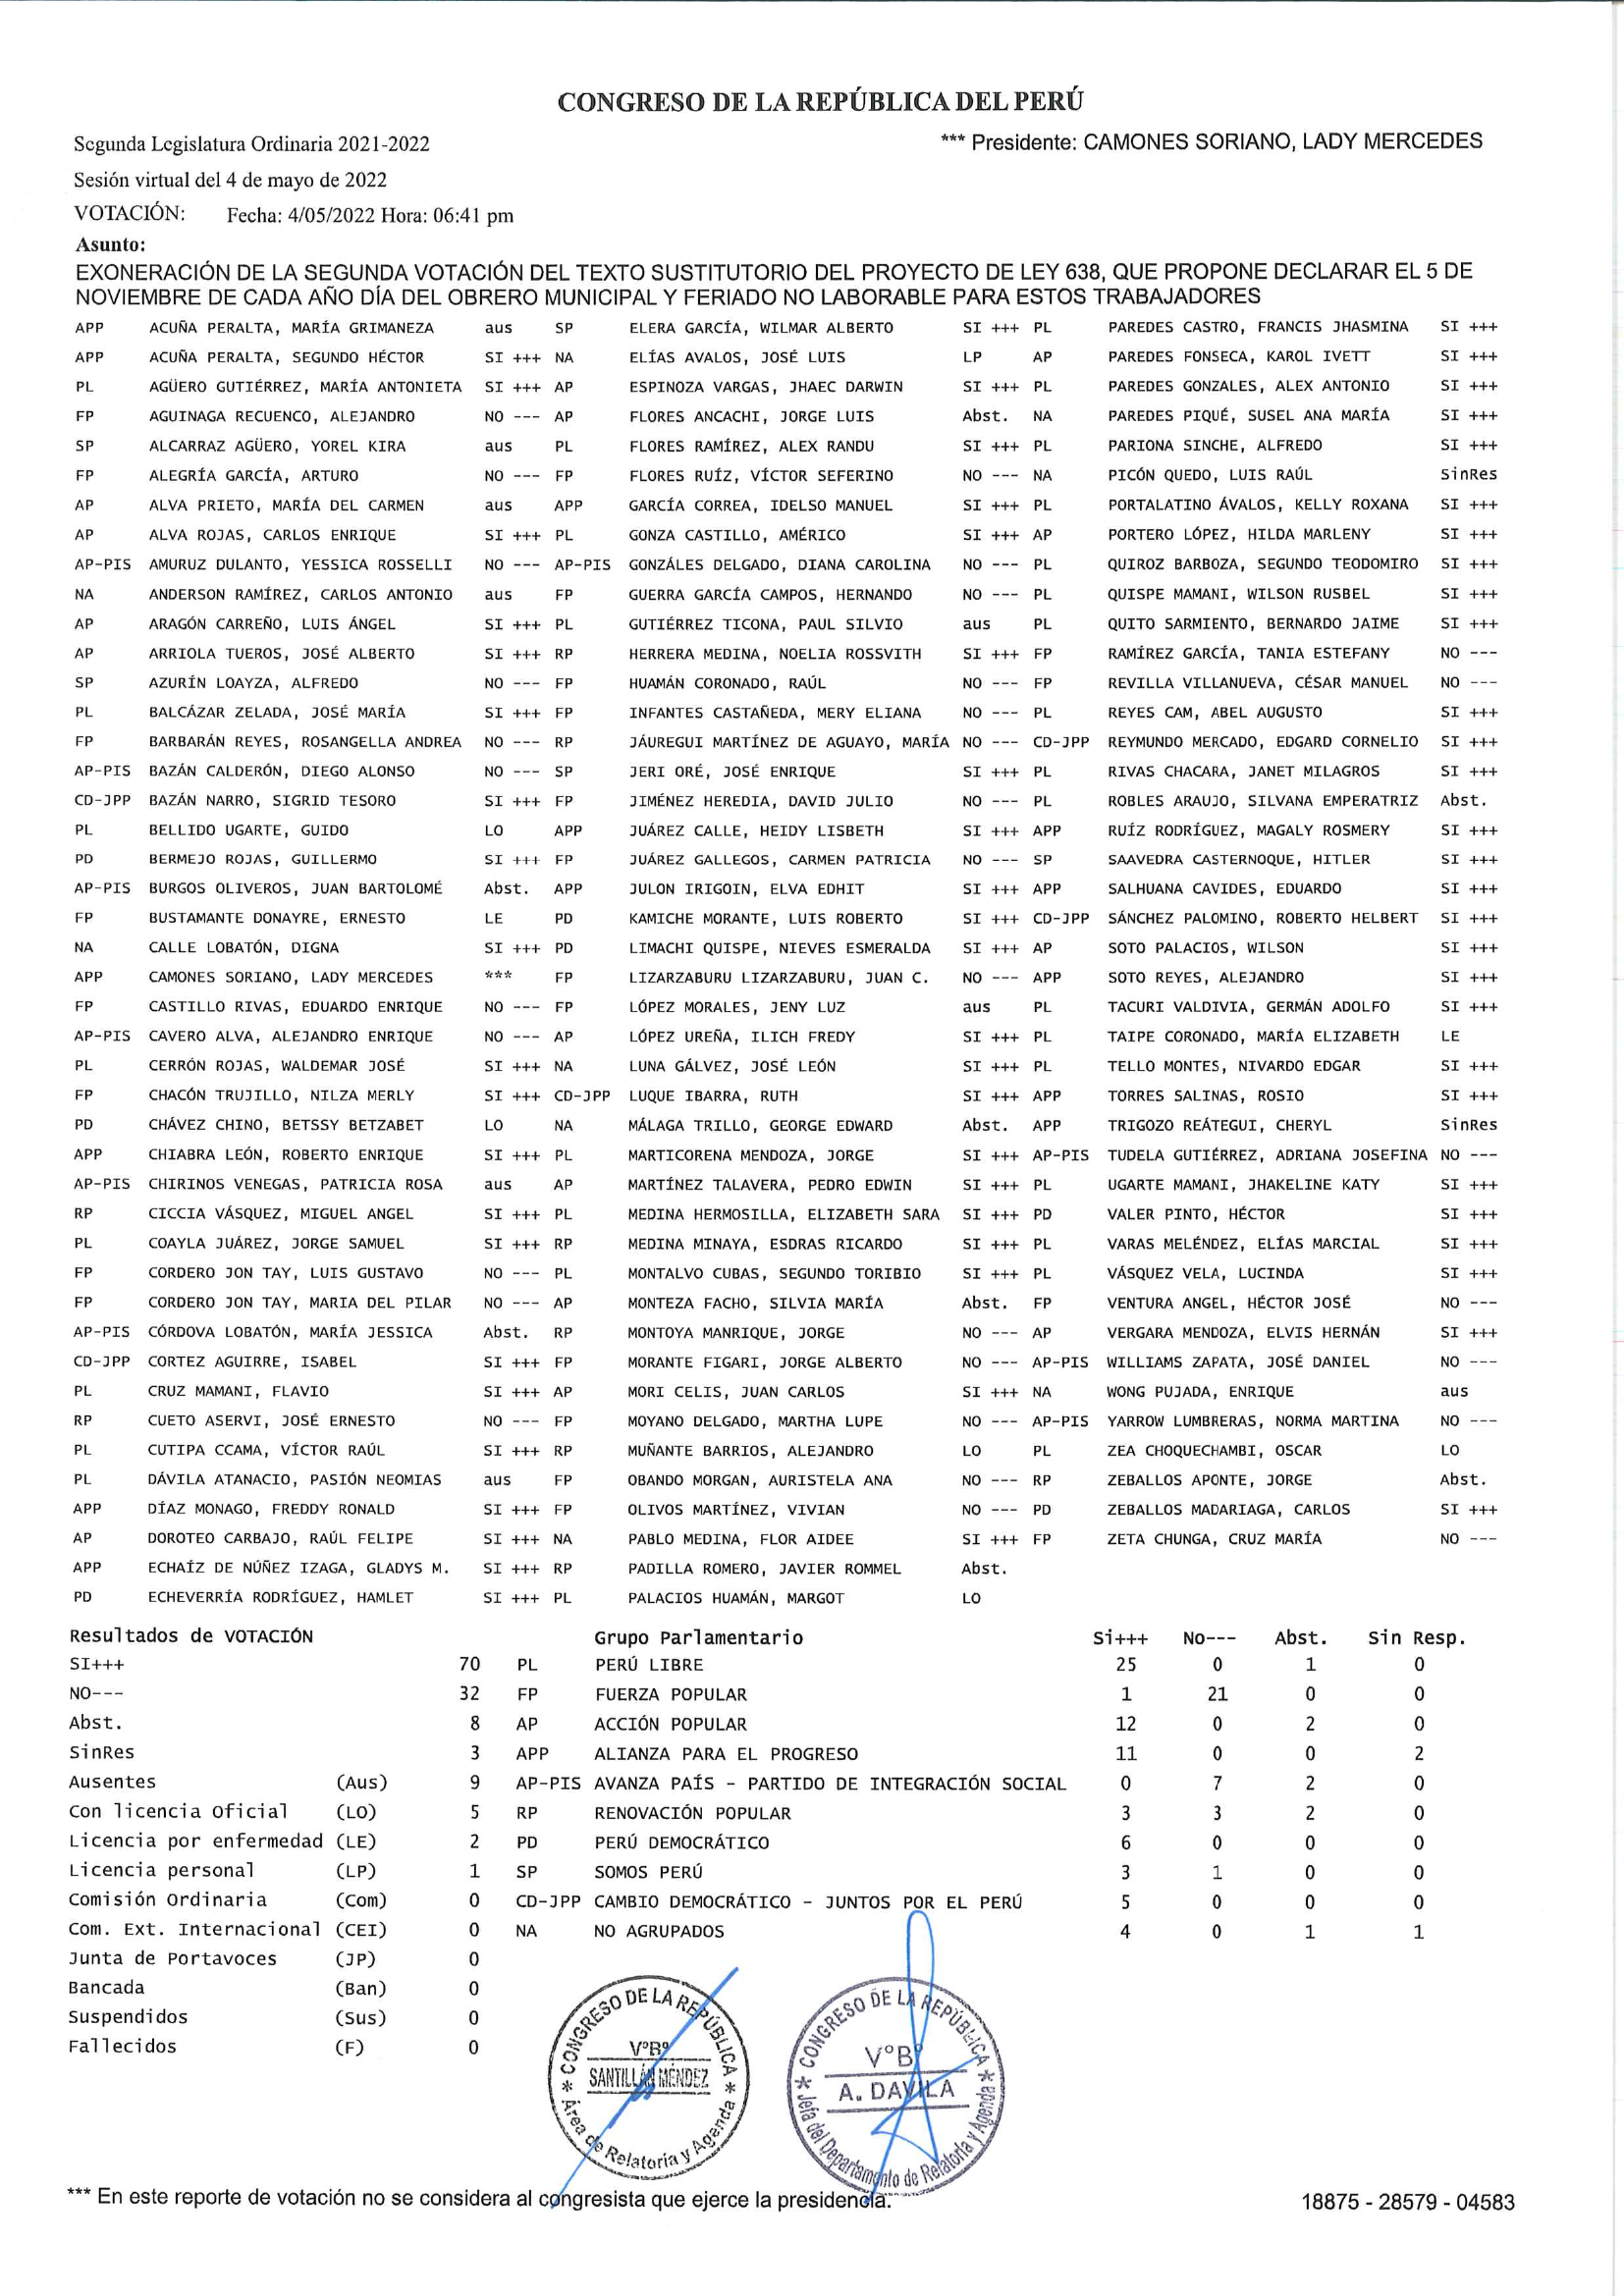 CONGRESO DE LA REPÚBLICA DEL PERÚ
Segunda Legislatura Ordinaria 2021-2022 *** Presidente: CAMONES SORIANO, LADY MERCEDES
Sesión virtual del 4 de mayo de 2022
VOTACIÓN: Fecha: 4/05/2022 Hora: 06:41 pm
Asunto:
EXONERACIÓN DE LA SEGUNDA VOTACIÓN DEL TEXTO SUSTITUTORIO DEL PROYECTO DE LEY 638, QUE PROPONE DECLARAR EL 5 DE
NOVIEMBRE DE CADA AÑO DÍA DEL OBRERO MUNICIPAL Y FERIADO NO LABORABLE PARA ESTOS TRABAJADORES
APP ACUÑA PERALTA, MARÍA GRIMANEZA aus SP ELERA GARCÍA, WILMAR ALBERTO SI +++ PL PAREDES CASTRO, FRANCIS JHASMINA SI +++
APP ACUÑA PERALTA, SEGUNDO HÉCTOR SI +++ NA ELÍAS AVALOS, JOSÉ LUIS LP AP PAREDES FONSECA, KAROL IVETT SI +++
PL AGÜERO GUTIÉRREZ, MARÍA ANTONIETA SI +++ AP ESPINOZA VARGAS, JHAEC DARWIN SI +++ PL PAREDES GONZALES, ALEX ANTONIO SI +++
FP AGUINAGA RECUENCO, ALEJANDRO NO --- AP FLORES ANCACHI, JORGE LUIS Abst. NA PAREDES PIQUÉ, SUSEL ANA MARÍA SI +++
SP ALCARRAZ AGÜERO, YOREL KIRA aus PL FLORES RAMÍREZ, ALEX RANDU SI +++ PL PARIONA SINCHE, ALFREDO SI +++
FP ALEGRÍA GARCÍA, ARTURO NO --- FP FLORES RUÍZ, VÍCTOR SEFERINO NO --- NA PICÓN QUEDO, LUIS RAÚL SinRes
AP ALVA PRIETO, MARÍA DEL CARMEN aus APP GARCÍA CORREA, IDELSO MANUEL SI +++ PL PORTALATINO ÁVALOS, KELLY ROXANA SI +++
AP ALVA ROJAS, CARLOS ENRIQUE SI +++ PL GONZA CASTILLO, AMÉRICO SI +++ AP PORTERO LÓPEZ, HILDA MARLENY SI +++
AP-PIS AMURUZ DULANTO, YESSICA ROSSELLI NO --- AP-PIS GONZÁLES DELGADO, DIANA CAROLINA NO --- PL QUIROZ BARBOZA, SEGUNDO TEODOMIRO SI +++
NA ANDERSON RAMÍREZ, CARLOS ANTONIO aus FP GUERRA GARCÍA CAMPOS, HERNANDO NO --- PL QUISPE MAMANI, WILSON RUSBEL SI +++
AP ARAGÓN CARREÑO, LUIS ÁNGEL SI +++ PL GUTIÉRREZ TICONA, PAUL SILVIO aus PL QUITO SARMIENTO, BERNARDO JAIME SI +++
AP ARRIOLA TUEROS, JOSÉ ALBERTO SI +++ RP HERRERA MEDINA, NOELIA ROSSVITH SI +++ FP RAMÍREZ GARCÍA, TANIA ESTEFANY NO ---
SP AZURÍN LOAYZA, ALFREDO NO --- FP HUAMÁN CORONADO, RAÚL NO --- FP REVILLA VILLANUEVA, CÉSAR MANUEL NO ---
PL BALCÁZAR ZELADA, JOSÉ MARÍA SI +++ FP INFANTES CASTAÑEDA, MERY ELIANA NO --- PL REYES CAM, ABEL AUGUSTO SI +++
FP BARBARÁN REYES, ROSANGELLA ANDREA NO --- RP JÁUREGUI MARTÍNEZ DE AGUAYO, MARÍA NO --- CD-JPP REYMUNDO MERCADO, EDGARD CORNELIO SI +++
AP-PIS BAZÁN CALDERÓN, DIEGO ALONSO NO --- SP JERI ORÉ, JOSÉ ENRIQUE SI +++ PL RIVAS CHACARA, JANET MILAGROS SI +++
CD-JPP BAZÁN NARRO, SIGRID TESORO SI +++ FP JIMÉNEZ HEREDIA, DAVID JULIO NO --- PL ROBLES ARAUJO, SILVANA EMPERATRIZ Abst.
PL BELLIDO UGARTE, GUIDO LO APP JUÁREZ CALLE, HEIDY LISBETH SI +++ APP RUÍZ RODRÍGUEZ, MAGALY ROSMERY SI +++
PD BERMEJO ROJAS, GUILLERMO SI +++ FP JUÁREZ GALLEGOS, CARMEN PATRICIA NO --- SP SAAVEDRA CASTERNOQUE, HITLER SI +++
AP-PIS BURGOS OLIVEROS, JUAN BARTOLOMÉ Abst. APP JULON IRIGOIN, ELVA EDHIT SI +++ APP SALHUANA CAVIDES, EDUARDO SI +++
FP BUSTAMANTE DONAYRE, ERNESTO LE PD KAMICHE MORANTE, LUIS ROBERTO SI +++ CD-JPP SÁNCHEZ PALOMINO, ROBERTO HELBERT SI +++
NA CALLE LOBATÓN, DIGNA SI +++ PD LIMACHI QUISPE, NIEVES ESMERALDA SI +++ AP SOTO PALACIOS, WILSON SI +++
APP CAMONES SORIANO, LADY MERCEDES *** FP LIZARZABURU LIZARZABURU, JUAN C. NO --- APP SOTO REYES, ALEJANDRO SI +++
FP CASTILLO RIVAS, EDUARDO ENRIQUE NO --- FP LÓPEZ MORALES, JENY LUZ aus PL TACURI VALDIVIA, GERMÁN ADOLFO SI +++
AP-PIS CAVERO ALVA, ALEJANDRO ENRIQUE NO --- AP LÓPEZ UREÑA, ILICH FREDY SI +++ PL TAIPE CORONADO, MARÍA ELIZABETH LE
PL CERRÓN ROJAS, WALDEMAR JOSÉ SI +++ NA LUNA GÁLVEZ, JOSÉ LEÓN SI +++ PL TELLO MONTES, NIVARDO EDGAR SI +++
FP CHACÓN TRUJILLO, NILZA MERLY SI +++ CD-JPP LUQUE IBARRA, RUTH SI +++ APP TORRES SALINAS, ROSIO SI +++
PD CHÁVEZ CHINO, BETSSY BETZABET LO NA MÁLAGA TRILLO, GEORGE EDWARD Abst. APP TRIGOZO REÁTEGUI, CHERYL SinRes
APP CHIABRA LEÓN, ROBERTO ENRIQUE SI +++ PL MARTICORENA MENDOZA, JORGE SI +++ AP-PIS TUDELA GUTIÉRREZ, ADRIANA JOSEFINA NO ---
AP-PIS CHIRINOS VENEGAS, PATRICIA ROSA aus AP MARTÍNEZ TALAVERA, PEDRO EDWIN SI +++ PL UGARTE MAMANI, JHAKELINE KATY SI +++
RP CICCIA VÁSQUEZ, MIGUEL ANGEL SI +++ PL MEDINA HERMOSILLA, ELIZABETH SARA SI +++ PD VALER PINTO, HÉCTOR SI +++
PL COAYLA JUÁREZ, JORGE SAMUEL SI +++ RP MEDINA MINAYA, ESDRAS RICARDO SI +++ PL VARAS MELÉNDEZ, ELÍAS MARCIAL SI +++
FP CORDERO JON TAY, LUIS GUSTAVO NO --- PL MONTALVO CUBAS, SEGUNDO TORIBIO SI +++ PL VÁSQUEZ VELA, LUCINDA SI +++
FP CORDERO JON TAY, MARIA DEL PILAR NO --- AP MONTEZA FACHO, SILVIA MARÍA Abst. FP VENTURA ANGEL, HÉCTOR JOSÉ NO ---
AP-PIS CÓRDOVA LOBATÓN, MARÍA JESSICA Abst. RP MONTOYA MANRIQUE, JORGE NO --- AP VERGARA MENDOZA, ELVIS HERNÁN SI +++
CD-JPP CORTEZ AGUIRRE, ISABEL SI +++ FP MORANTE FIGARI, JORGE ALBERTO NO --- AP-PIS WILLIAMS ZAPATA, JOSÉ DANIEL NO ---
PL CRUZ MAMANI, FLAVIO SI +++ AP MORI CELIS, JUAN CARLOS SI +++ NA WONG PUJADA, ENRIQUE aus
RP CUETO ASERVI, JOSÉ ERNESTO NO --- FP MOYANO DELGADO, MARTHA LUPE NO --- AP-PIS YARROW LUMBRERAS, NORMA MARTINA NO ---
PL CUTIPA CCAMA, VÍCTOR RAÚL SI +++ RP MUÑANTE BARRIOS, ALEJANDRO LO PL ZEA CHOQUECHAMBI, OSCAR LO
PL DÁVILA ATANACIO, PASIÓN NEOMIAS aus FP OBANDO MORGAN, AURISTELA ANA NO --- RP ZEBALLOS APONTE, JORGE Abst.
APP DÍAZ MONAGO, FREDDY RONALD SI +++ FP OLIVOS MARTÍNEZ, VIVIAN NO --- PD ZEBALLOS MADARIAGA, CARLOS SI +++
AP DOROTEO CARBAJO, RAÚL FELIPE SI +++ NA PABLO MEDINA, FLOR AIDEE SI +++ FP ZETA CHUNGA, CRUZ MARÍA NO ---
APP ECHAÍZ DE NÚÑEZ IZAGA, GLADYS M. SI +++ RP PADILLA ROMERO, JAVIER ROMMEL Abst.
PD ECHEVERRÍA RODRÍGUEZ, HAMLET SI +++ PL PALACIOS HUAMÁN, MARGOT LO
Resultados de VOTACIÓN Grupo Parlamentario Si+++ No--- Abst. Sin Resp.
SI+++ 70 PL PERÚ LIBRE 25 0 1 0
NO--- 32 FP FUERZA POPULAR 1 21 0 0
Abst. 8 AP ACCIÓN POPULAR 12 0 2 0
SinRes 3 APP ALIANZA PARA EL PROGRESO 11 0 0 2
Ausentes (Aus) 9 AP-PIS AVANZA PAÍS - PARTIDO DE INTEGRACIÓN SOCIAL 0 7 2 0
Con licencia Oficial (LO) 5 RP RENOVACIÓN POPULAR 3 3 2 0
Licencia por enfermedad (LE) 2 PD PERÚ DEMOCRÁTICO 6 0 0 0
Licencia personal (LP) 1 SP SOMOS PERÚ 3 1 0 0
Comisión Ordinaria (Com) 0 CD-JPP CAMBIO DEMOCRÁTICO - JUNTOS POR EL PERÚ 5 0 0 0
Com. Ext. Internacional (CEI) 0 NA NO AGRUPADOS 4 0 1 1
Junta de Portavoces (JP) 0
Bancada (Ban) 0
Suspendidos (Sus) 0
Fallecidos (F) 0
* CONGRESO DE LA REPÚBLICA *
V°B°
SANTILLÁN MÉNDEZ
Área de Relatoría y Agenda
* CONGRESO DE LA REPÚBLICA *
V°B°
A. DAVILA
Jefa del Departamento de Relatoría y Agenda
*** En este reporte de votación no se considera al congresista que ejerce la presidencia. 18875 - 28579 - 04583